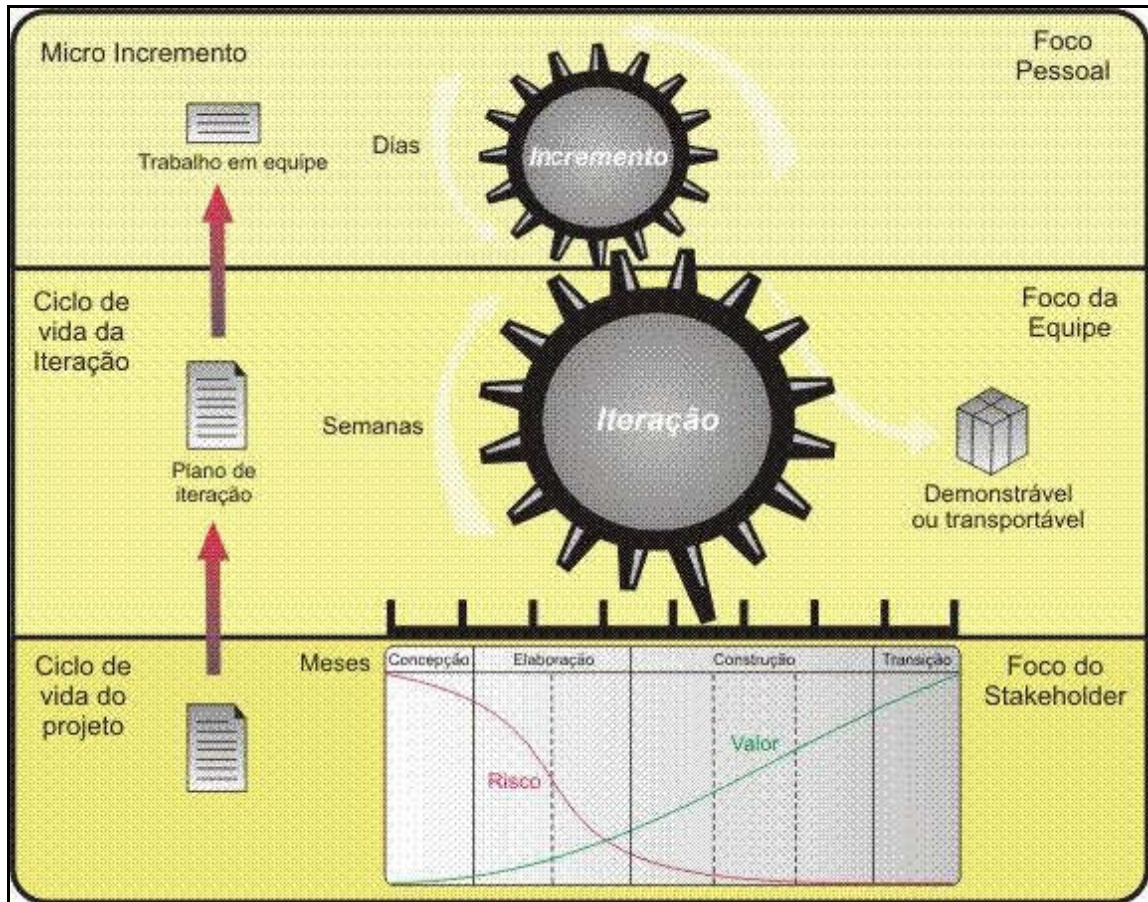 Micro Incremento
Foco
Pessoal
Trabalho em equipe
Días
Incremento
Ciclo de
vida da
Iteração
Foco da
Equipe
Semanas
Iteração
Plano de
iteração
Demonstrável
ou transportável
Ciclo de
vida do
projeto
Meses
Concepção
Elaboração
Construção
Transição
Foco do
Stakeholder
Valor
Risco